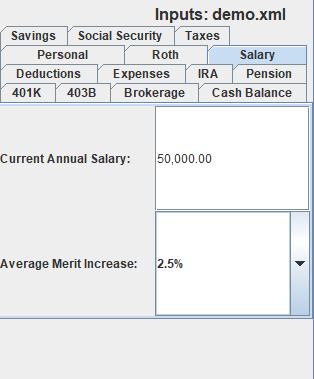 Inputs: demo.xml
Savings Social Security Taxes
Personal Roth Salary
Deductions Expenses IRA Pension
401K 403B Brokerage Cash Balance
Current Annual Salary: 50,000.00
Average Merit Increase: 2.5%